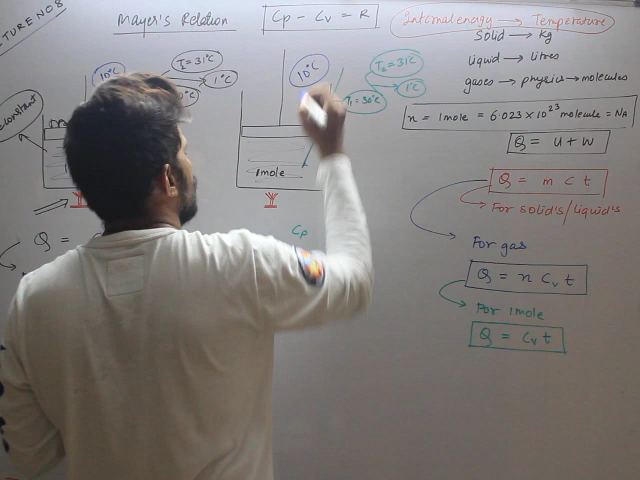 LECTURE NO 8
Mayer's Relation
Cp - Cv = R
Internal energy → Temperature
Solid → Kg
liquid → litres
gases → physics → molecules
n = 1mole = 6.023 × 10²³ molecule = NA
Q = u + w
Q = m c t
For solid's/liquid's
For gas
Q = n Cv t
For 1mole
Q = Cv t
constant
10°C
T2 = 31°C
1°C
10°C
T2 = 31°C
T1 = 30°C
1°C
1mole
Cp
Q =